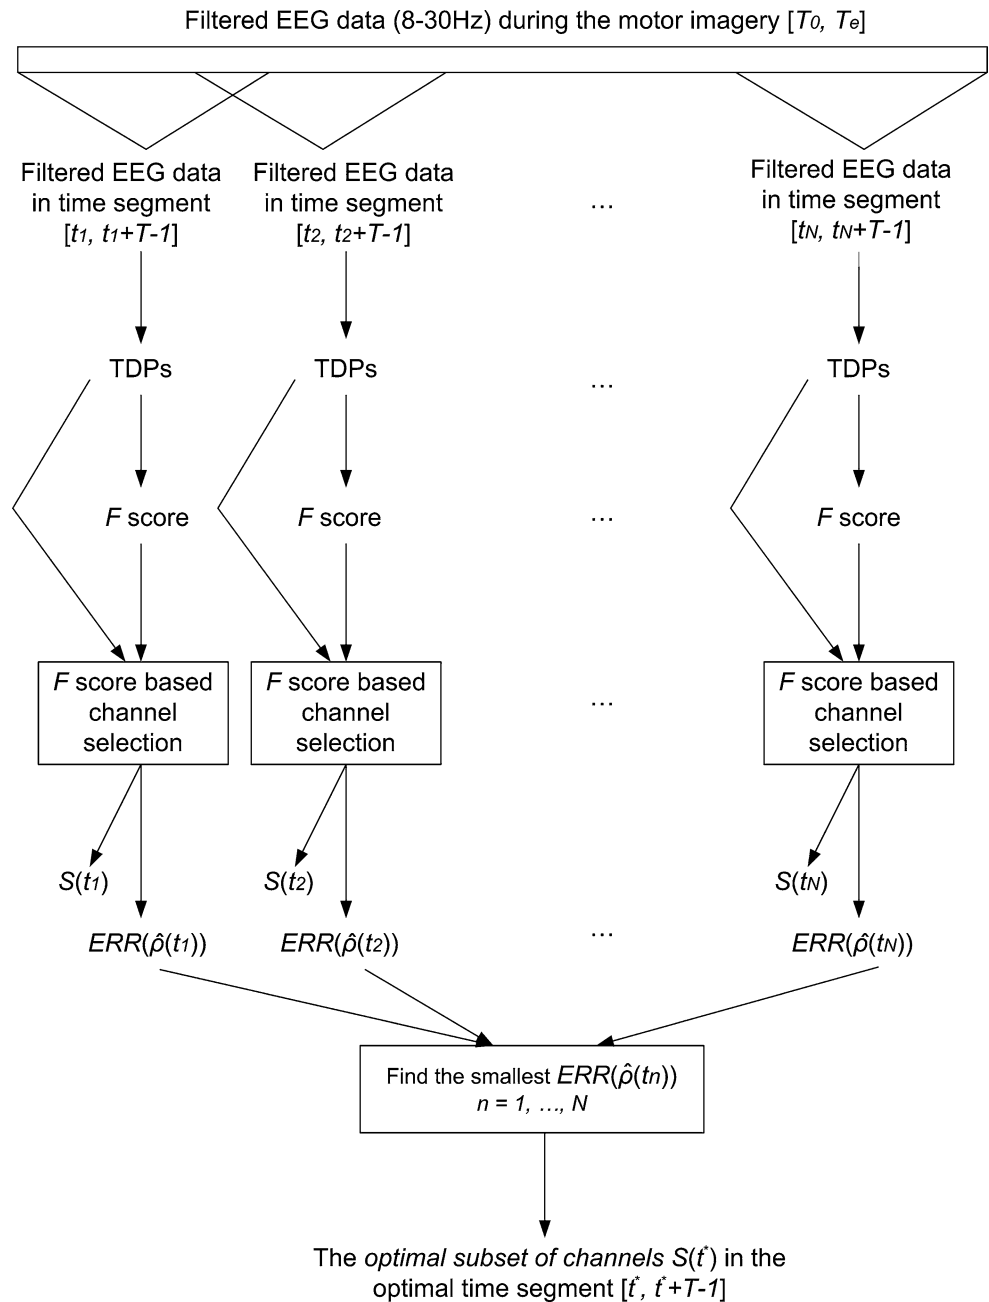 Filtered EEG data (8-30Hz) during the motor imagery [T0, Te]
Filtered EEG data
in time segment
[t1, t1+T-1]
Filtered EEG data
in time segment
[t2, t2+T-1]
...
Filtered EEG data
in time segment
[tN, tN+T-1]
TDPs
TDPs
...
TDPs
F score
F score
...
F score
F score based
channel
selection
F score based
channel
selection
...
F score based
channel
selection
S(t1)
S(t2)
S(tN)
ERR(ρ̂(t1))
ERR(ρ̂(t2))
...
ERR(ρ̂(tN))
Find the smallest ERR(ρ̂(tn))
n = 1, ..., N
The optimal subset of channels S(t*) in the
optimal time segment [t*, t*+T-1]